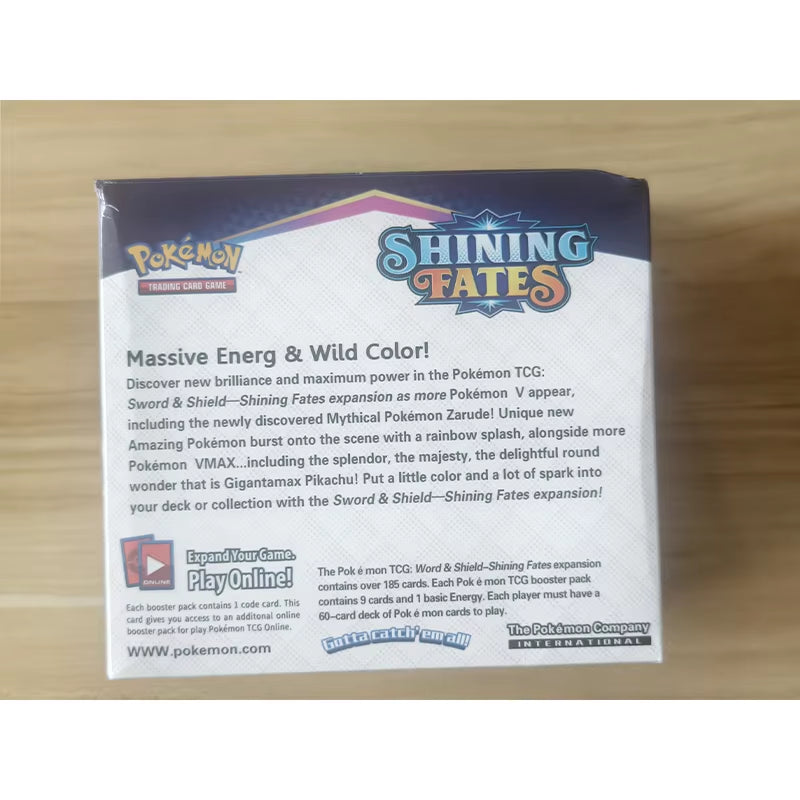 POKéMON
TRADING CARD GAME
SHINING
FATES
Massive Energ & Wild Color!
Discover new brilliance and maximum power in the Pokémon TCG:
Sword & Shield—Shining Fates expansion as more Pokémon V appear,
including the newly discovered Mythical Pokémon Zarude! Unique new
Amazing Pokémon burst onto the scene with a rainbow splash, alongside more
Pokémon VMAX...including the splendor, the majesty, the delightful round
wonder that is Gigantamax Pikachu! Put a little color and a lot of spark into
your deck or collection with the Sword & Shield—Shining Fates expansion!
ONLINE
Expand Your Game.
Play Online!
Each booster pack contains 1 code card. This
card gives you access to an additonal online
booster pack for play Pokémon TCG Online.
WWW.pokemon.com
The Pok é mon TCG: Word & Shield–Shining Fates expansion
contains over 185 cards. Each Pok é mon TCG booster pack
contains 9 cards and 1 basic Energy. Each player must have a
60–card deck of Pok é mon cards to play.
Gotta catch 'em all!
The Pokémon Company
INTERNATIONAL